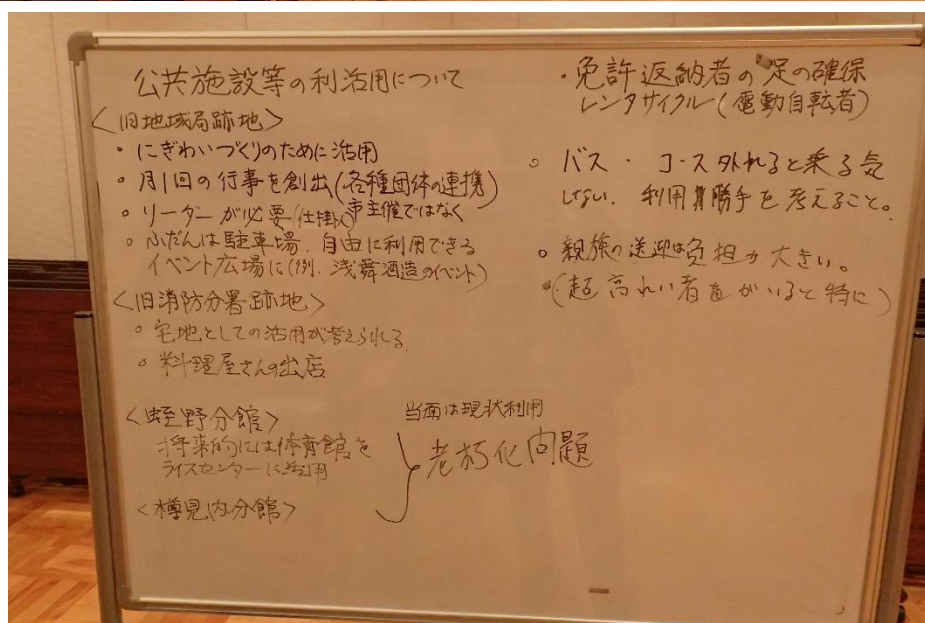 公共施設等の利活用について
<旧地域局跡地>
・にぎわいづくりのために活用
・月1回の行事を創出(各種団体の連携)
・リーダーが必要(仕掛人)市主催ではなく
・ふだんは駐車場、自由に利用できる
イベント広場に(例.浅舞酒造のイベント)
<旧消防分署跡地>
・宅地としての活用が考えられる
・料理屋さんの出店
<蛭野分館>
将来的には体育館を
ライスセンターに活用
<樽見内分館>
当面は現状利用
老朽化問題
・免許返納者の足の確保
レンタサイクル(電動自転者)
・バス・コース外れると乗る気
しない.利用勝手を考えること。
・親族の送迎は負担が大きい。
(超高れい者がいると特に)